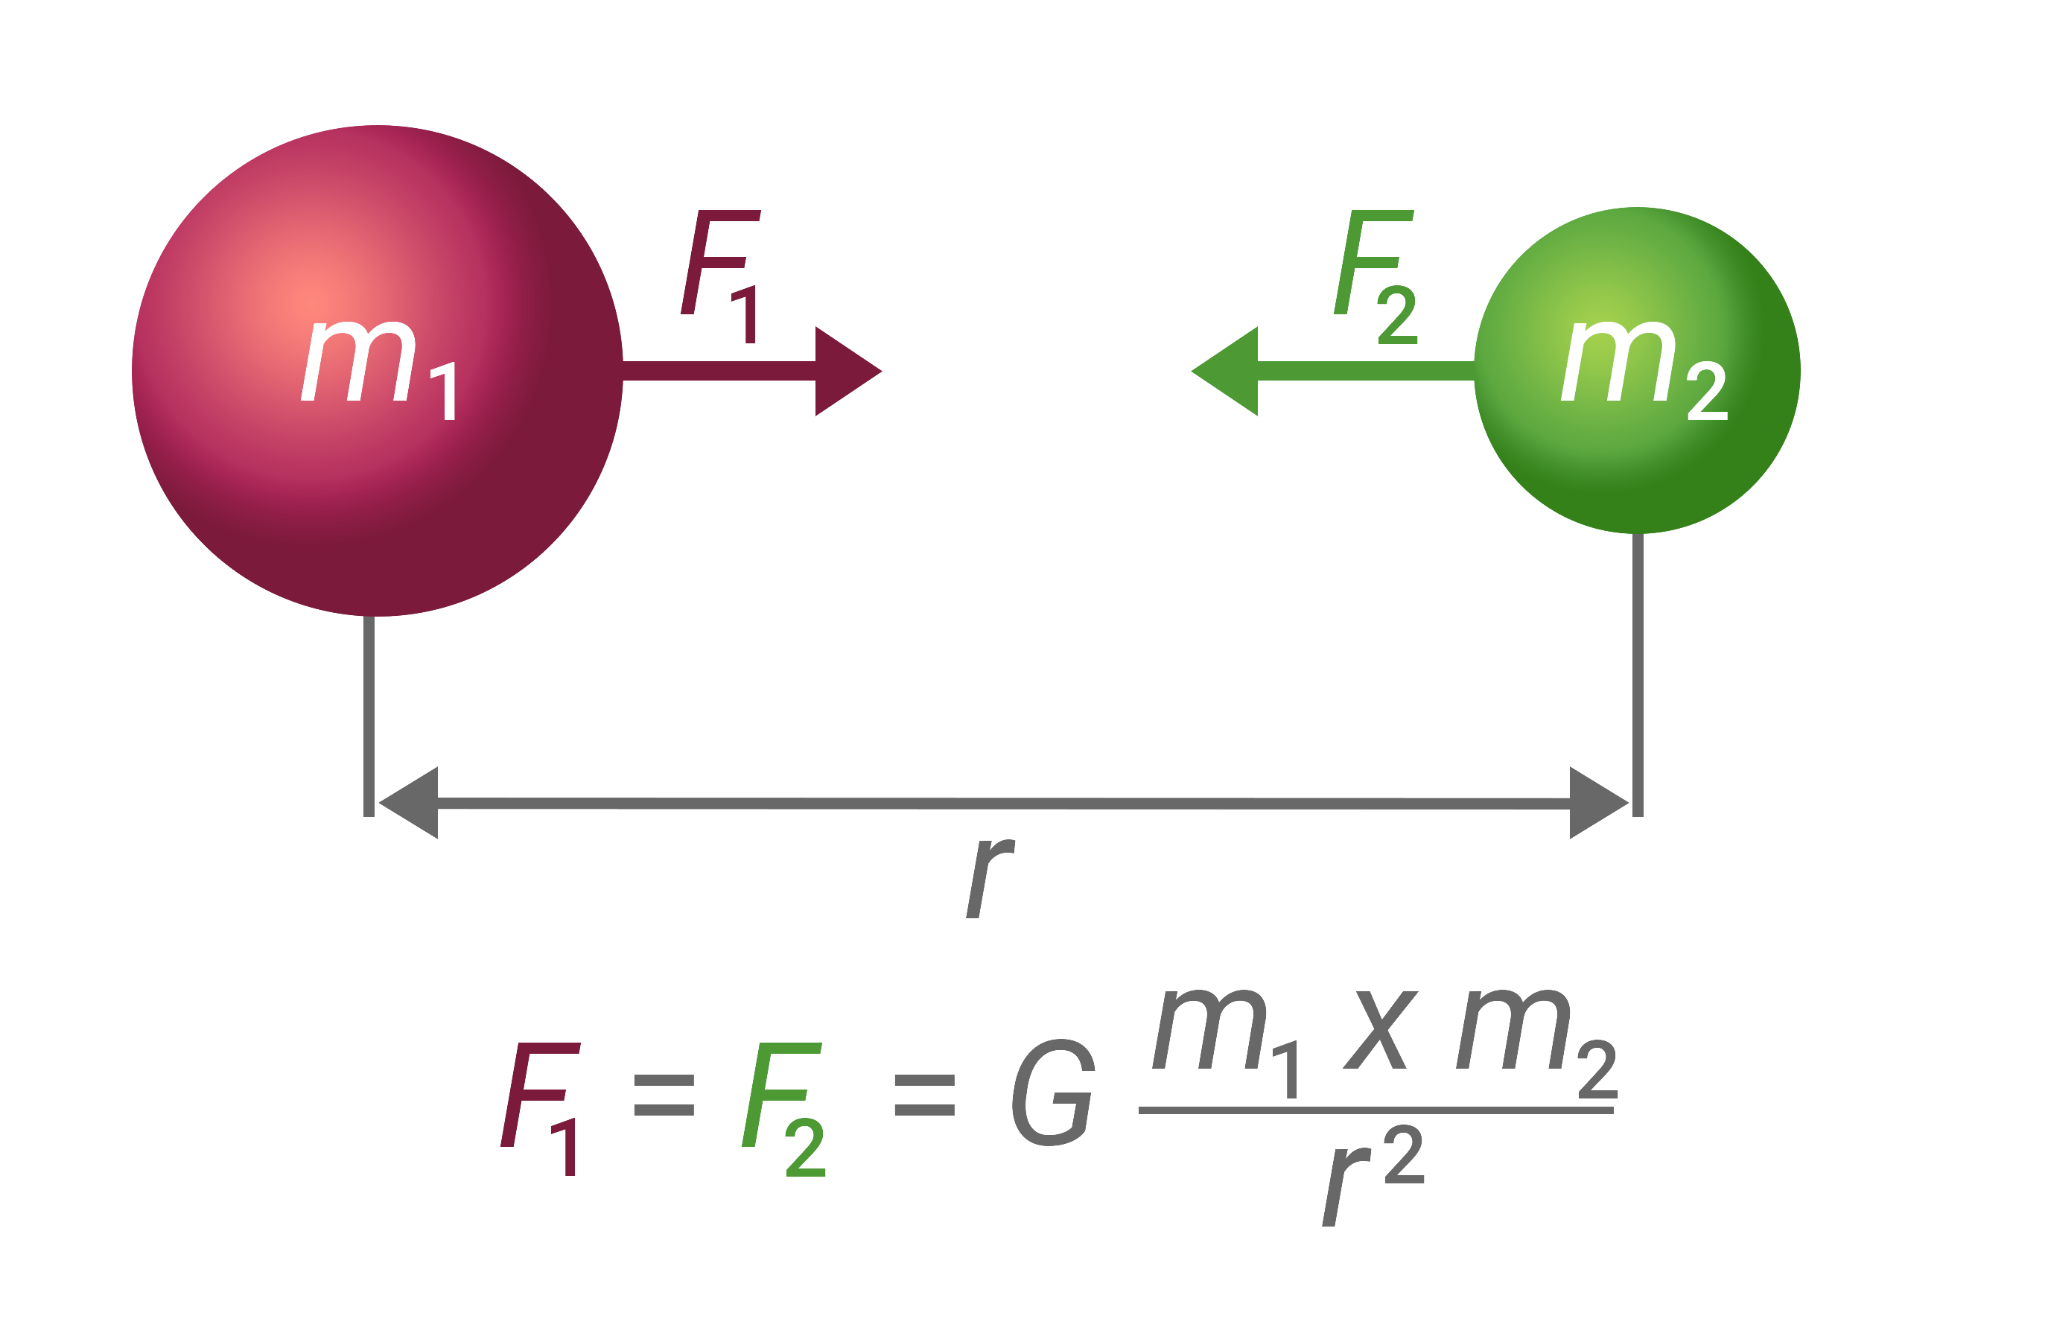 F₁ F₂
m₁ m₂
r
F₁ = F₂ = G (m₁ x m₂) / r²